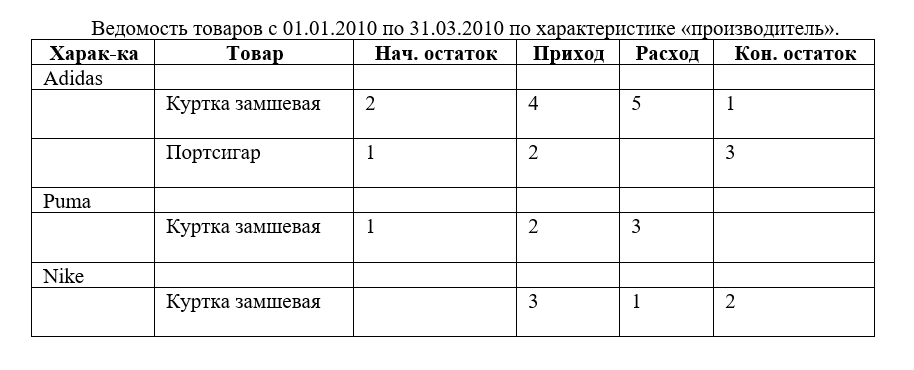 Ведомость товаров с 01.01.2010 по 31.03.2010 по характеристике «производитель».
Харак-ка Товар Нач. остаток Приход Расход Кон. остаток
Adidas
Куртка замшевая 2 4 5 1
Портсигар 1 2 3
Puma
Куртка замшевая 1 2 3
Nike
Куртка замшевая 3 1 2